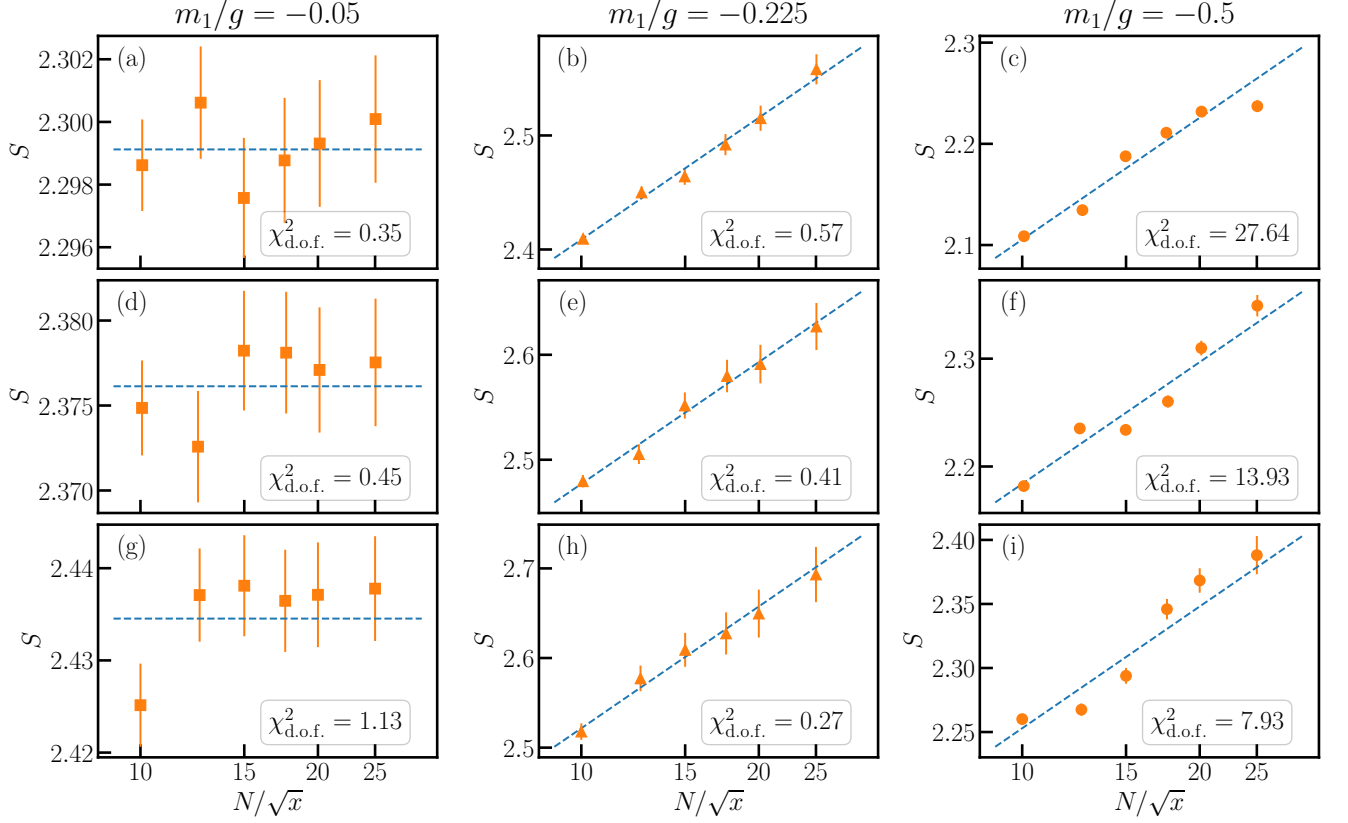 m₁/g = −0.05
m₁/g = −0.225
m₁/g = −0.5
(a)
2.302
2.300
2.298
2.296
S
χ²d.o.f. = 0.35
(b)
2.5
2.4
S
χ²d.o.f. = 0.57
(c)
2.3
2.2
2.1
S
χ²d.o.f. = 27.64
(d)
2.380
2.375
2.370
S
χ²d.o.f. = 0.45
(e)
2.6
2.5
S
χ²d.o.f. = 0.41
(f)
2.3
2.2
S
χ²d.o.f. = 13.93
(g)
2.44
2.43
2.42
S
χ²d.o.f. = 1.13
10 15 20 25
N/√x
(h)
2.7
2.6
2.5
S
χ²d.o.f. = 0.27
10 15 20 25
N/√x
(i)
2.40
2.35
2.30
2.25
S
χ²d.o.f. = 7.93
10 15 20 25
N/√x